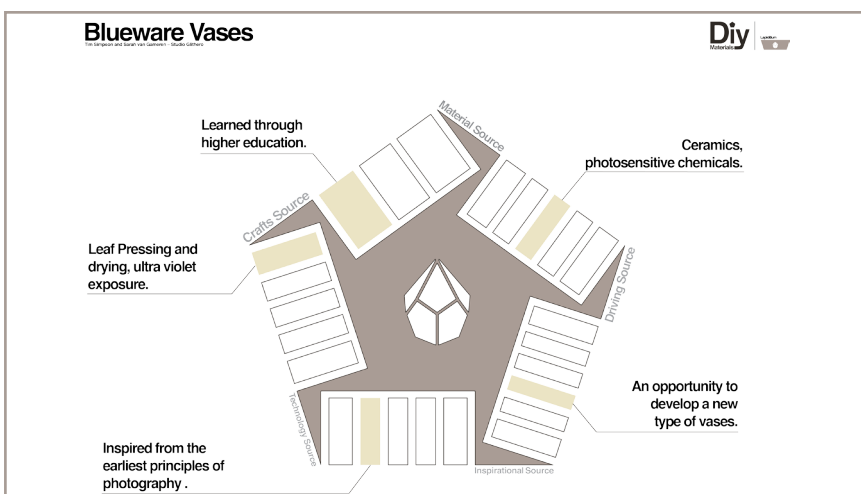 Blueware Vases
Tim Simpson and Sarah van Gameren - Studio Glithero
Diy
Materials
Material Source
Learned through
higher education.
Ceramics,
photosensitive chemicals.
Crafts Source
Leaf Pressing and
drying, ultra violet
exposure.
Driving Source
An opportunity to
develop a new
type of vases.
Technology Source
Inspired from the
earliest principles of
photography .
Inspirational Source